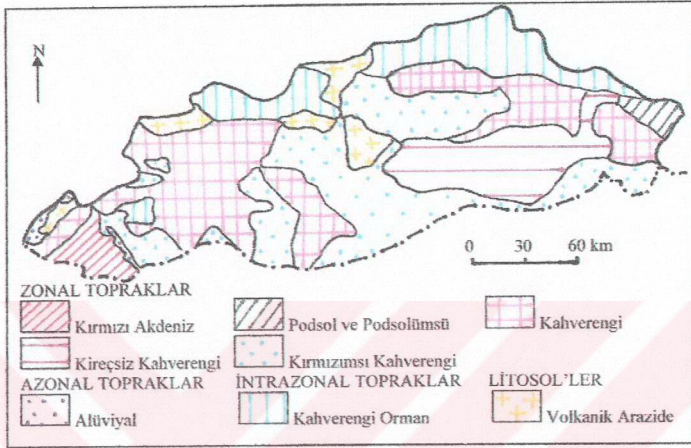 N
0 30 60 km
ZONAL TOPRAKLAR
Kırmızı Akdeniz Podsol ve Podsolümsü Kahverengi
Kireçsiz Kahverengi Kırmızımsı Kahverengi
AZONAL TOPRAKLAR İNTRAZONAL TOPRAKLAR LİTOSOL'LER
Alüviyal Kahverengi Orman Volkanik Arazide